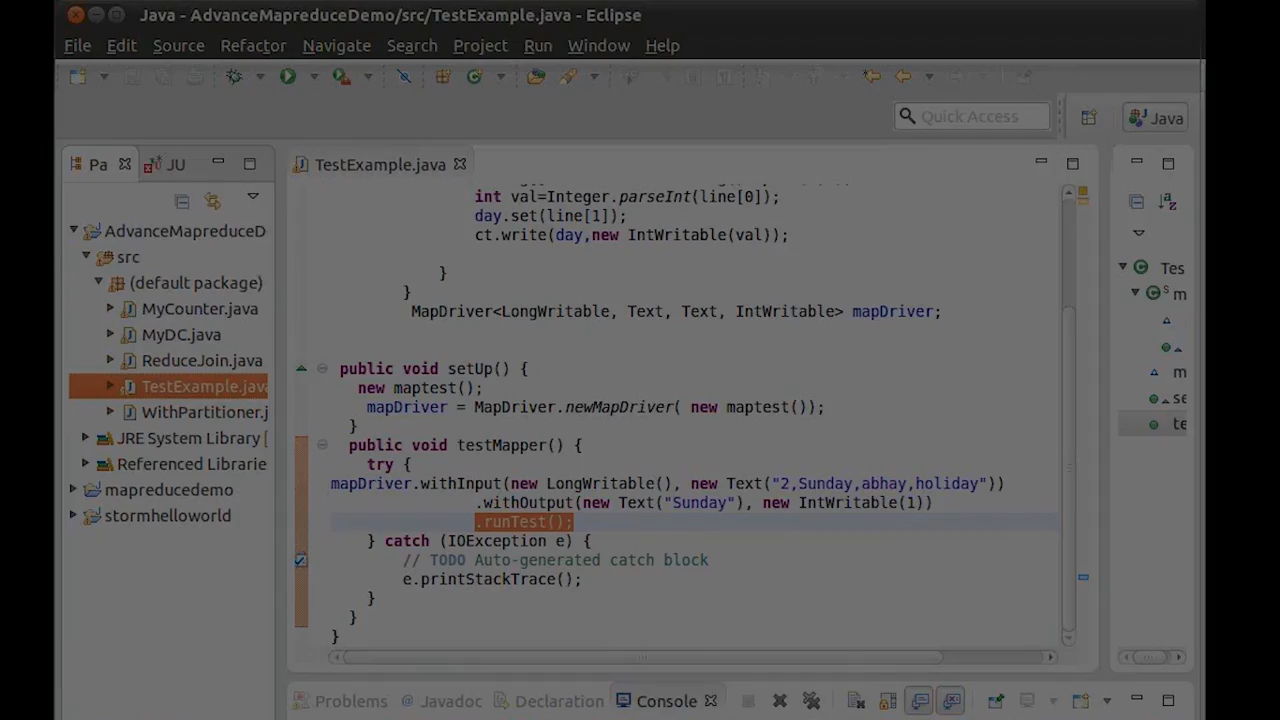 Java - AdvanceMapreduceDemo/src/TestExample.java - Eclipse
File Edit Source Refactor Navigate Search Project Run Window Help
Quick Access
Java
Pa
JU
TestExample.java
AdvanceMapreduceD
src
(default package)
MyCounter.java
MyDC.java
ReduceJoin.java
TestExample.java
WithPartitioner.j
JRE System Library [
Referenced Librarie
mapreducedemo
stormhelloworld
int val=Integer.parseInt(line[0]);
day.set(line[1]);
ct.write(day,new IntWritable(val));
}
}
MapDriver<LongWritable, Text, Text, IntWritable> mapDriver;
public void setUp() {
new maptest();
mapDriver = MapDriver.newMapDriver( new maptest());
}
public void testMapper() {
try {
mapDriver.withInput(new LongWritable(), new Text("2,Sunday,abhay,holiday"))
.withOutput(new Text("Sunday"), new IntWritable(1))
.runTest();
} catch (IOException e) {
// TODO Auto-generated catch block
e.printStackTrace();
}
}
}
Tes
S m
m
se
te
Problems @ Javadoc Declaration Console